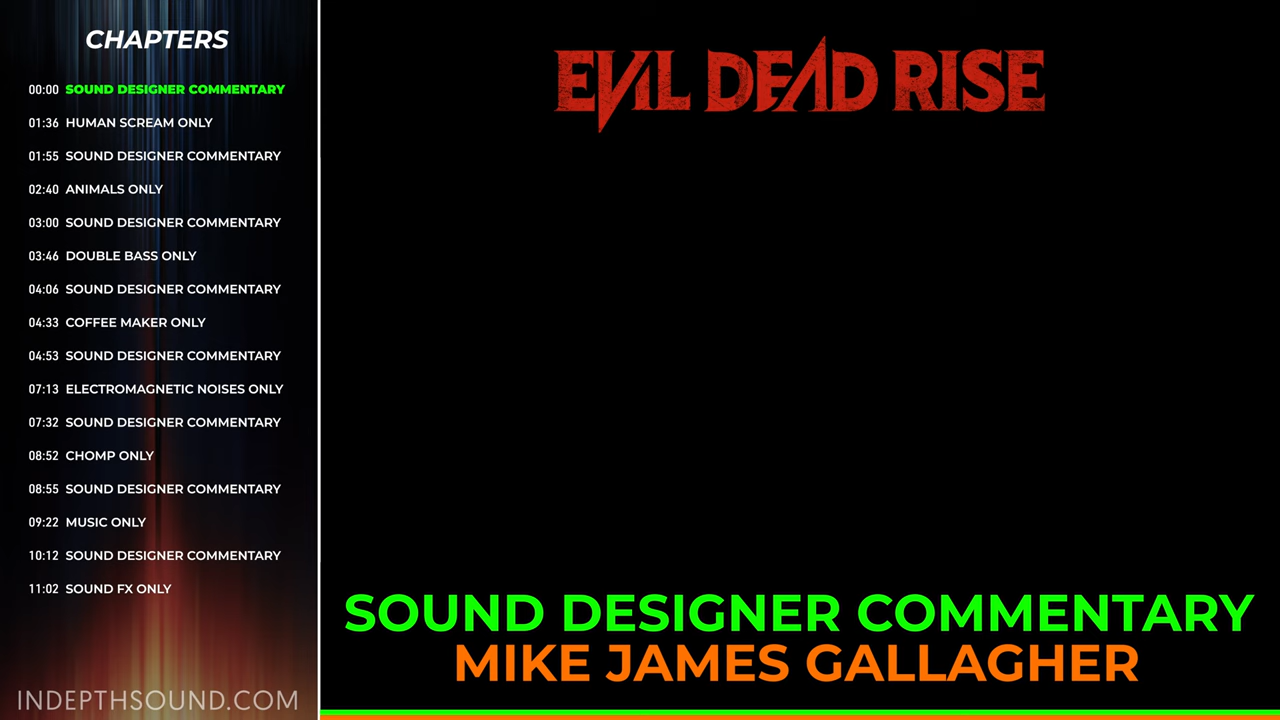 CHAPTERS
00:00 SOUND DESIGNER COMMENTARY
01:36 HUMAN SCREAM ONLY
01:55 SOUND DESIGNER COMMENTARY
02:40 ANIMALS ONLY
03:00 SOUND DESIGNER COMMENTARY
03:46 DOUBLE BASS ONLY
04:06 SOUND DESIGNER COMMENTARY
04:33 COFFEE MAKER ONLY
04:53 SOUND DESIGNER COMMENTARY
07:13 ELECTROMAGNETIC NOISES ONLY
07:32 SOUND DESIGNER COMMENTARY
08:52 CHOMP ONLY
08:55 SOUND DESIGNER COMMENTARY
09:22 MUSIC ONLY
10:12 SOUND DESIGNER COMMENTARY
11:02 SOUND FX ONLY
INDEPTHSOUND.COM
EVIL DEAD RISE
SOUND DESIGNER COMMENTARY
MIKE JAMES GALLAGHER